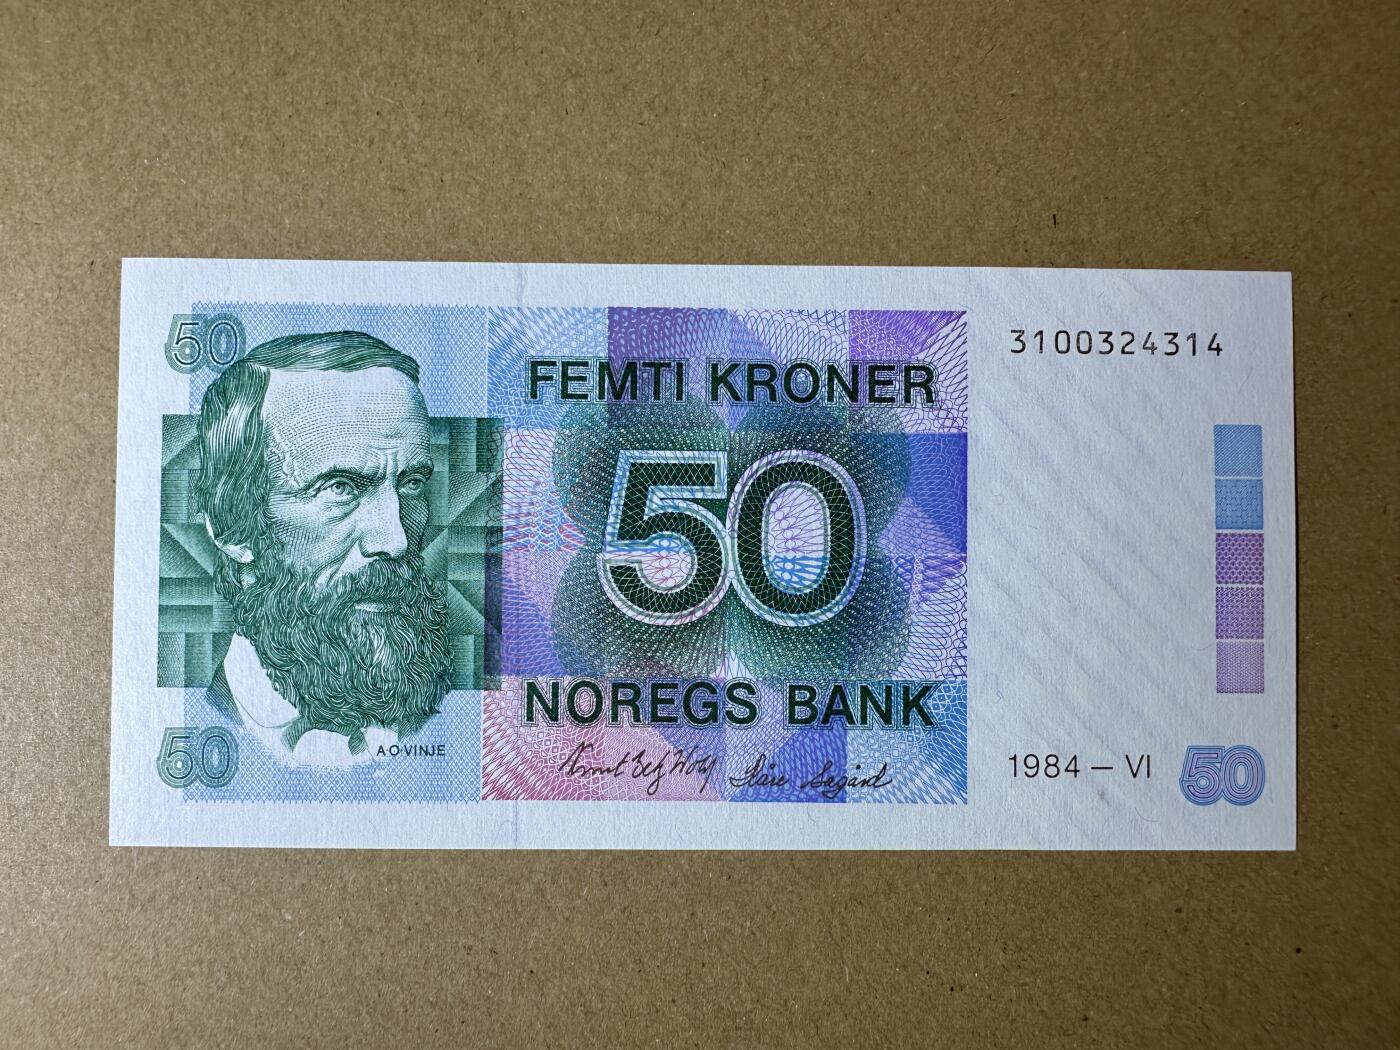 50
3100324314
FEMTI KRONER
50
NOREGS BANK
A·O·VINJE
50
1984 – VI
50